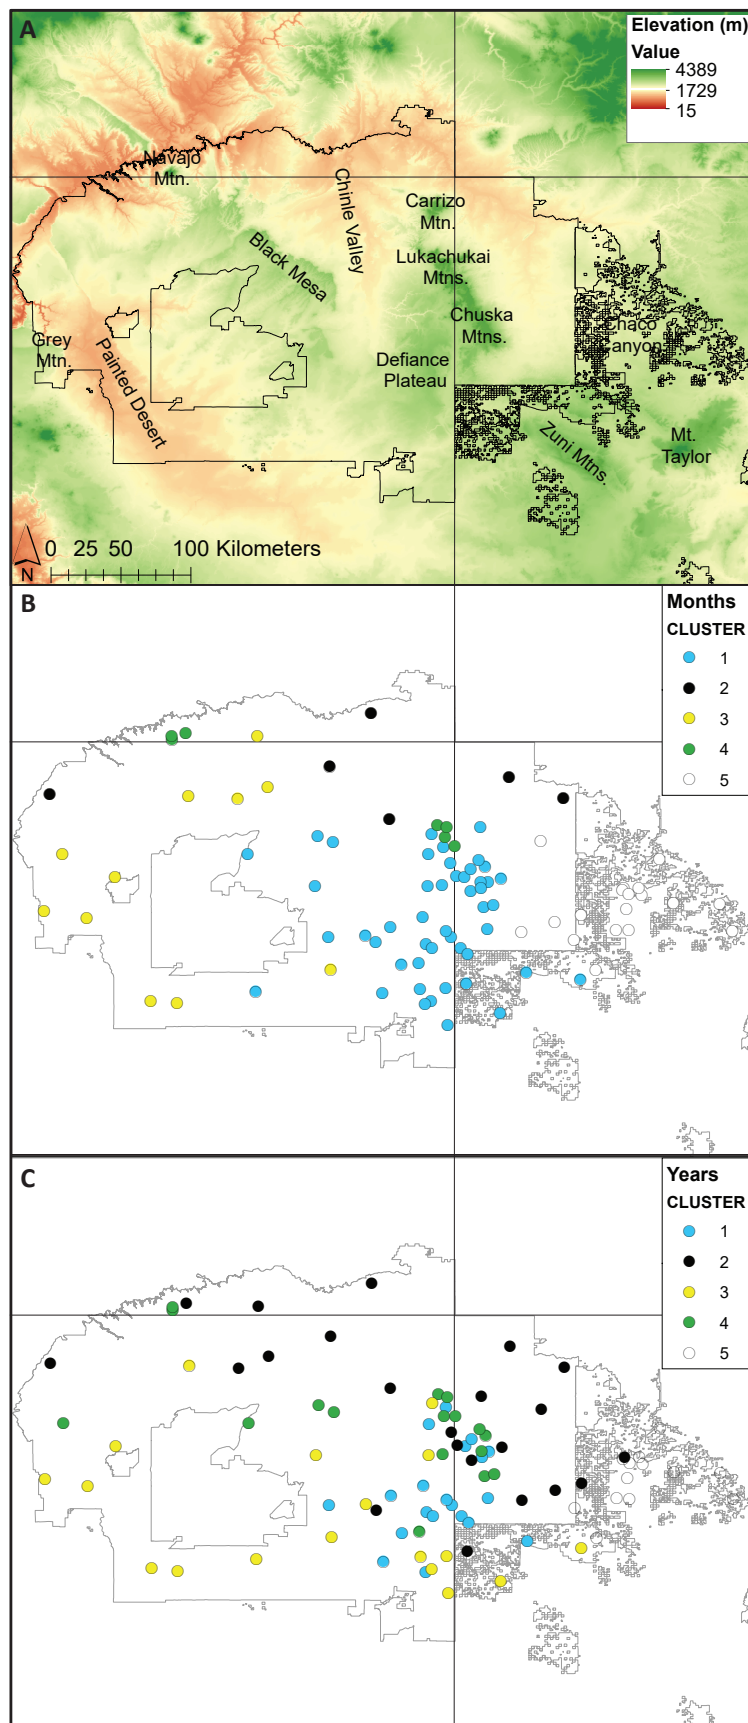 A
Elevation (m)
Value
4389
1729
15
Navajo
Mtn.
Chinle Valley
Carrizo
Mtn.
Black Mesa
Lukachukai
Mtns.
Chuska
Mtns.
Chaco
Canyon
Grey
Mtn.
Painted Desert
Defiance
Plateau
Zuni Mtns.
Mt.
Taylor
N
0 25 50 100 Kilometers
B
Months
CLUSTER
1
2
3
4
5
C
Years
CLUSTER
1
2
3
4
5